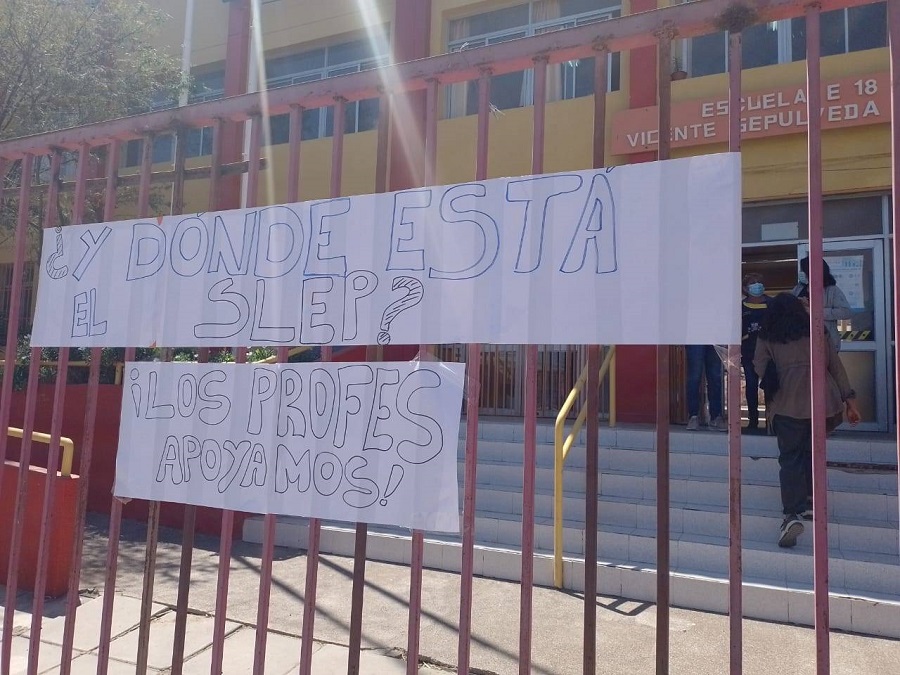 ESCUELA E 18
VICENTE SEPULVEDA
¿Y DÓNDE ESTÁ
EL SLEP?
¡LOS PROFES
APOYAMOS!